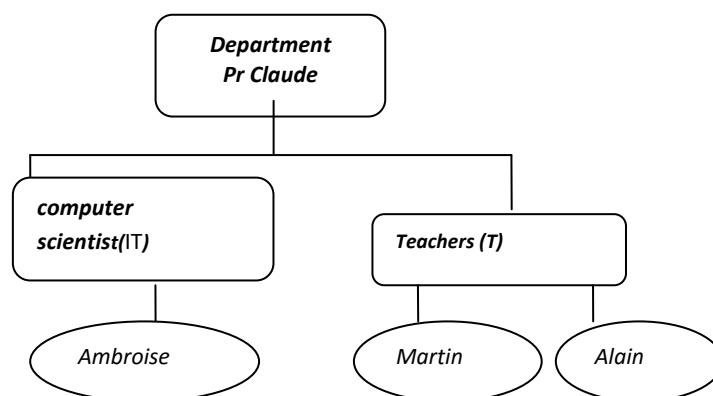 Department
Pr Claude
computer
scientist(IT)
Teachers (T)
Ambroise
Martin
Alain